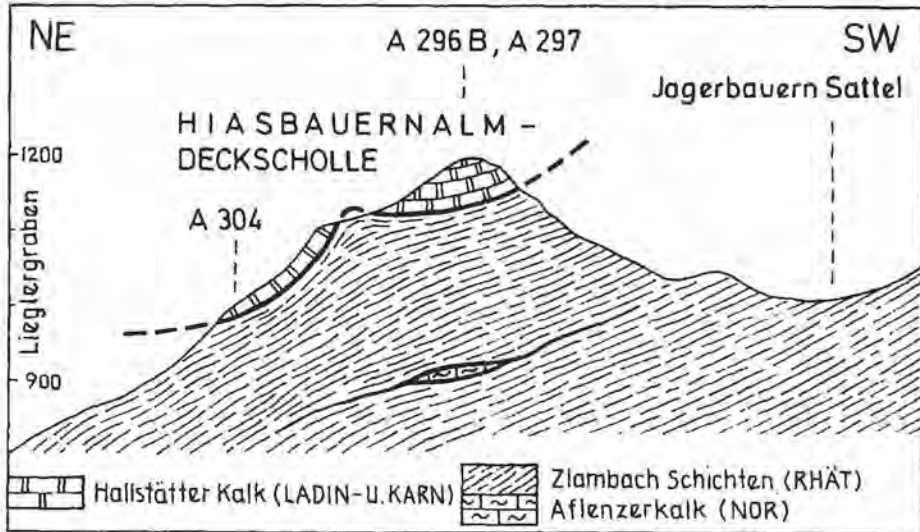 NE
A 296 B, A 297
SW
Jagerbauern Sattel
HIASBAUERNALM –
DECKSCHOLLE
1200
A 304
Lieglergraben
900
Hallstätter Kalk (LADIN-U. KARN)
Zlambach Schichten (RHÄT)
Aflenzerkalk (NOR)